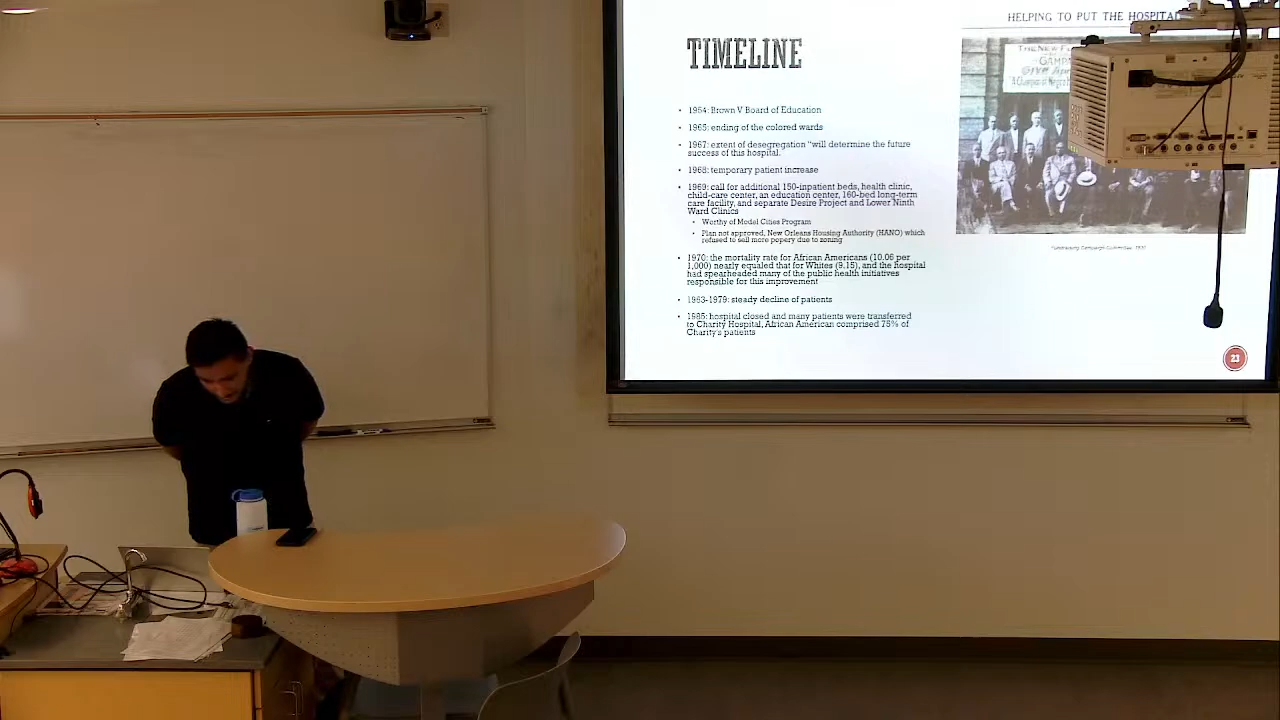 HELPING TO PUT THE HOSPITAL
TIMELINE
• 1954: Brown V Board of Education
• 1965: ending of the colored wards
• 1967: extent of desegregation "will determine the future
success of this hospital.
• 1968: temporary patient increase
• 1969: call for additional 150-inpatient beds, health clinic,
child-care center, an education center, 160-bed long-term
care facility, and separate Desire Project and Lower Ninth
Ward Clinics
• Worthy of Model Cities Program
• Plan not approved, New Orleans Housing Authority (HANO) which
refused to sell more popery due to zoning
• 1970: the mortality rate for African Americans (10.06 per
1,000) nearly equaled that for Whites (9.15), and the hospital
had spearheaded many of the public health initiatives
responsible for this improvement
• 1963-1979: steady decline of patients
• 1985: hospital closed and many patients were transferred
to Charity Hospital, African American comprised 75% of
Charity's patients
Fundraising Campaign Committee,
23